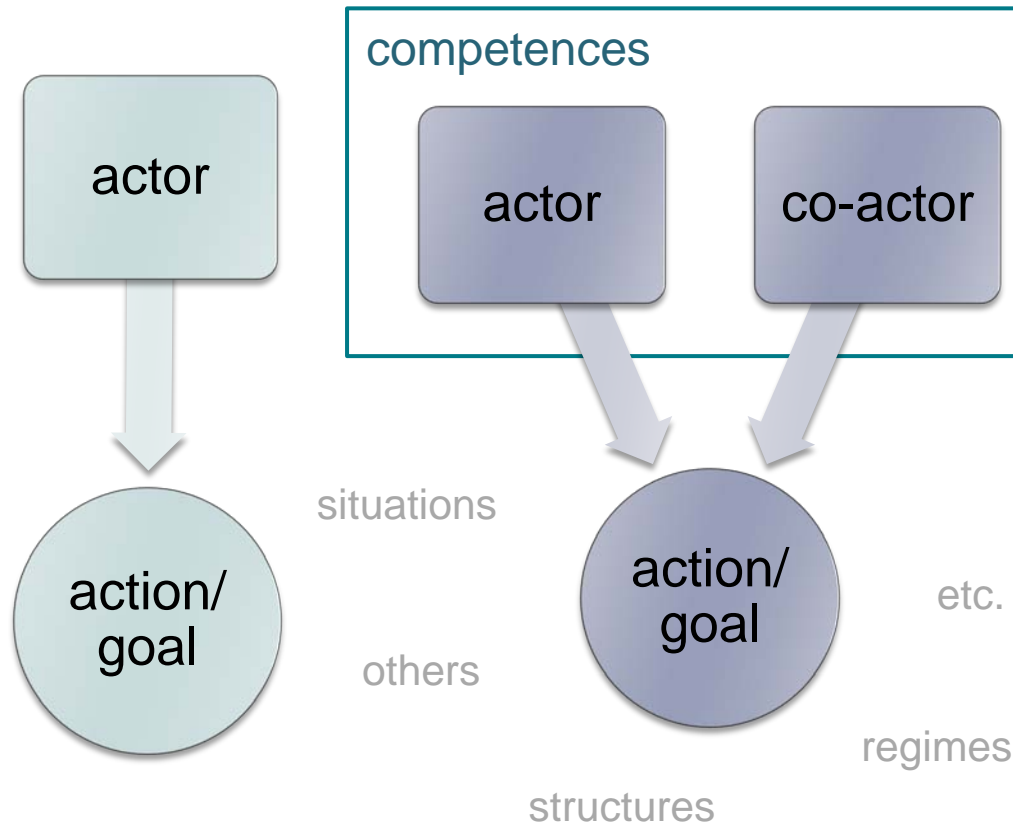 competences
actor
actor
co-actor
situations
action/
goal
action/
goal
etc.
others
regimes
structures